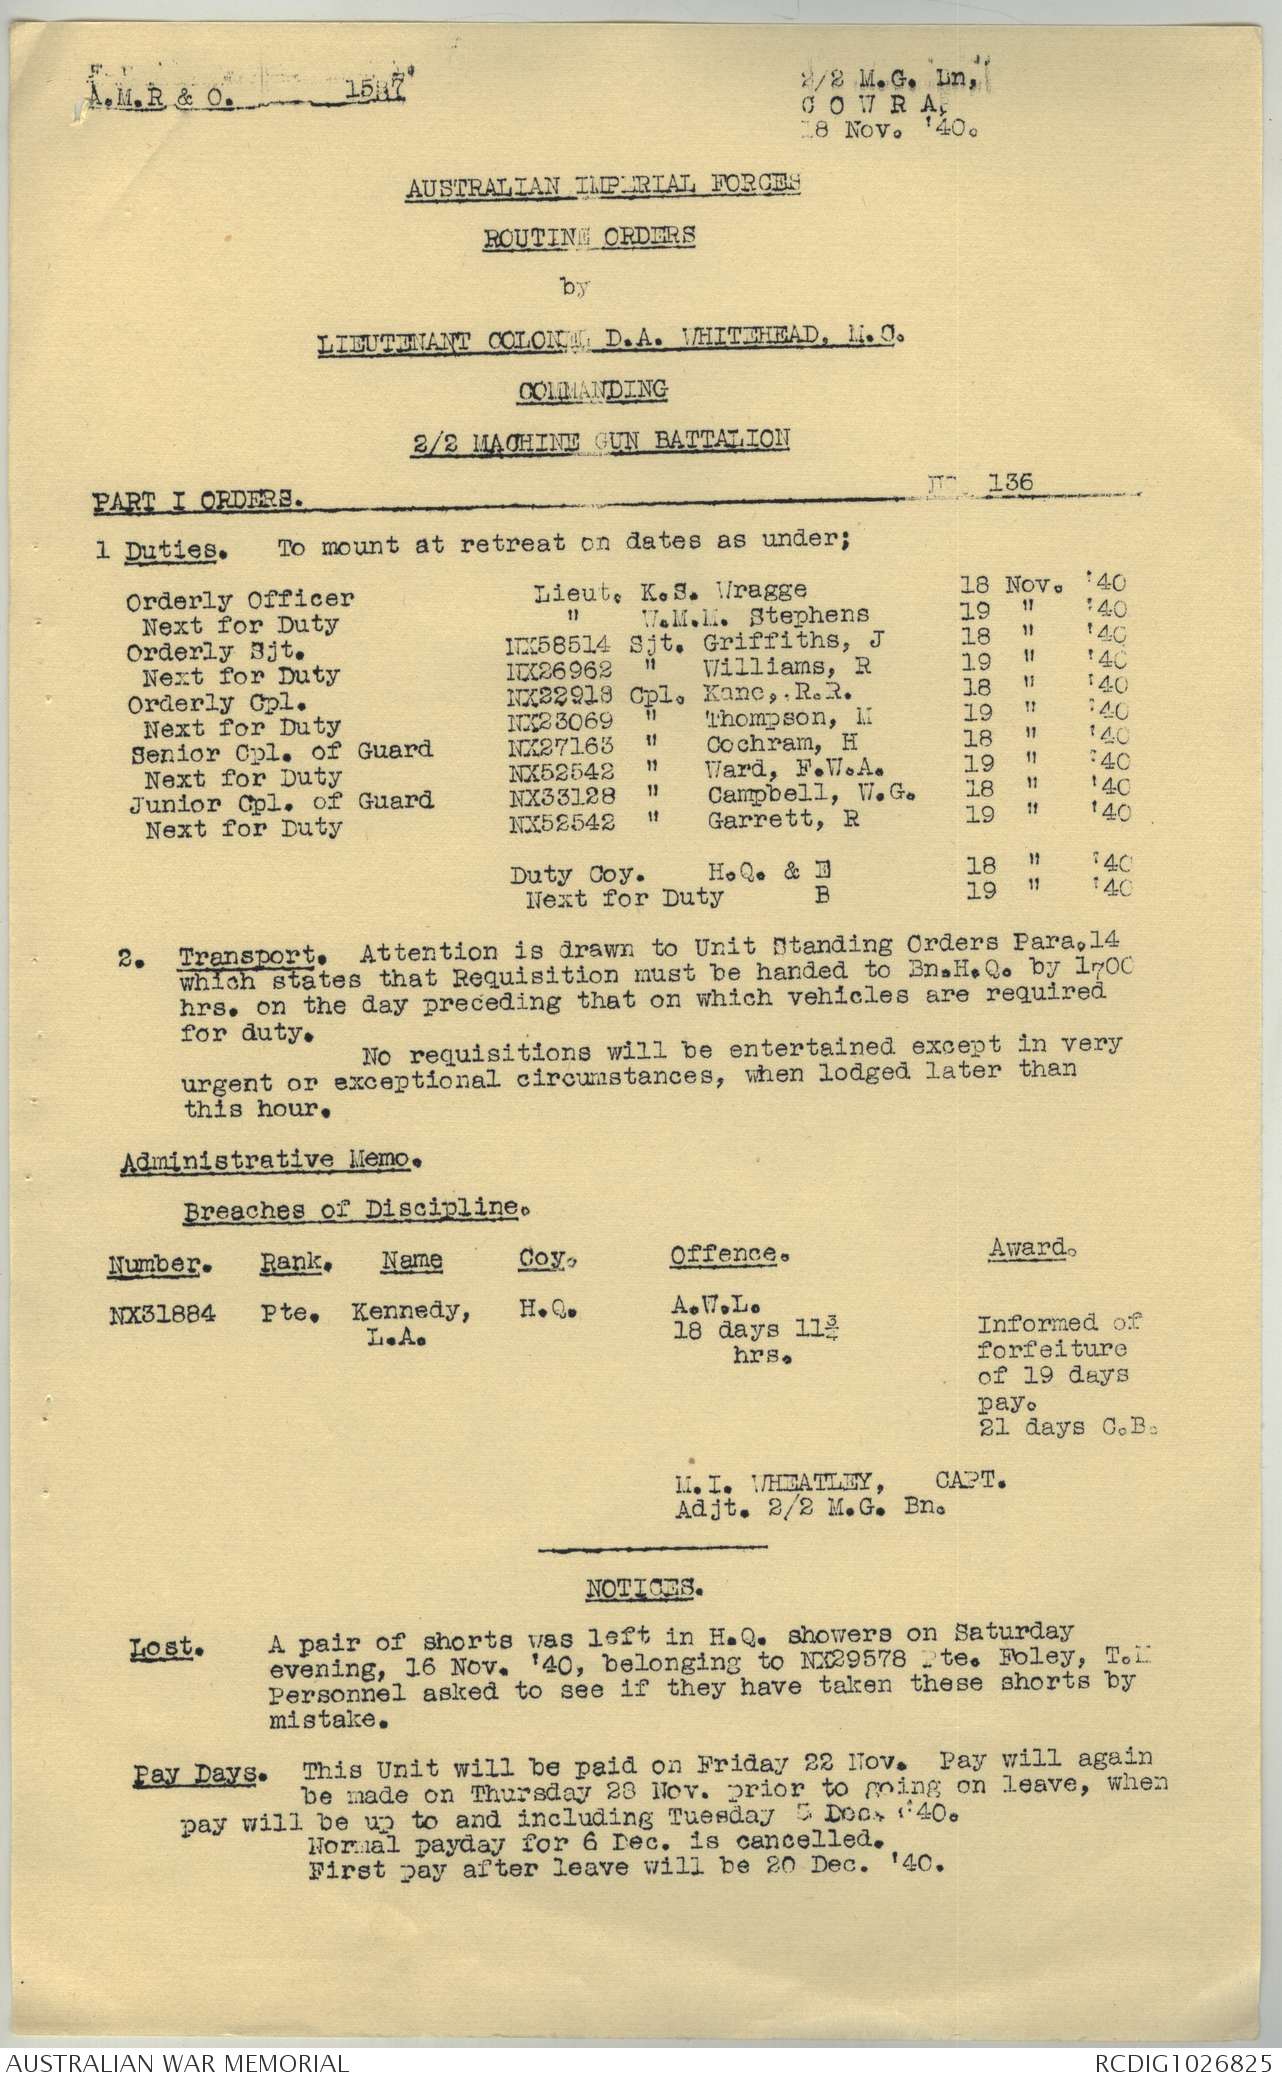 A.M.R & O. 1587
2/2 M.G. Bn,
C O W R A,
18 Nov. '40.
AUSTRALIAN IMPERIAL FORCES
ROUTINE ORDERS
by
LIEUTENANT COLONEL D.A. WHITEHEAD, M.C.
COMMANDING
2/2 MACHINE GUN BATTALION
PART I ORDERS. NO. 136
1 Duties. To mount at retreat on dates as under;
Orderly Officer Lieut. K.S. Wragge 18 Nov. '40
Next for Duty " W.M.M. Stephens 19 " '40
Orderly Sjt. NX58514 Sjt. Griffiths, J 18 " '40
Next for Duty NX26962 " Williams, R 19 " '40
Orderly Cpl. NX22918 Cpl. Kane,.R.R. 18 " '40
Next for Duty NX23069 " Thompson, M 19 " '40
Senior Cpl. of Guard NX27163 " Cochram, H 18 " '40
Next for Duty NX52542 " Ward, F.W.A. 19 " '40
Junior Cpl. of Guard NX33128 " Campbell, W.G. 18 " '40
Next for Duty NX52542 " Garrett, R 19 " '40
Duty Coy. H.Q. & E 18 " '40
Next for Duty B 19 " '40
2. Transport. Attention is drawn to Unit Standing Orders Para.14
which states that Requisition must be handed to Bn.H.Q. by 1700
hrs. on the day preceding that on which vehicles are required
for duty.
No requisitions will be entertained except in very
urgent or exceptional circumstances, when lodged later than
this hour.
Administrative Memo.
Breaches of Discipline.
Number. Rank. Name Coy. Offence. Award.
NX31884 Pte. Kennedy, H.Q. A.W.L.
L.A. 18 days 11¾ Informed of
hrs. forfeiture
of 19 days
pay.
21 days C.B.
M.I. WHEATLEY, CAPT.
Adjt. 2/2 M.G. Bn.
NOTICES.
Lost. A pair of shorts was left in H.Q. showers on Saturday
evening, 16 Nov. '40, belonging to NX29578 Pte. Foley, T.M
Personnel asked to see if they have taken these shorts by
mistake.
Pay Days. This Unit will be paid on Friday 22 Nov. Pay will again
be made on Thursday 28 Nov. prior to going on leave, when
pay will be up to and including Tuesday Dec. '40.
Normal payday for 6 Dec. is cancelled.
First pay after leave will be 20 Dec. '40.
AUSTRALIAN WAR MEMORIAL
RCDIG1026825